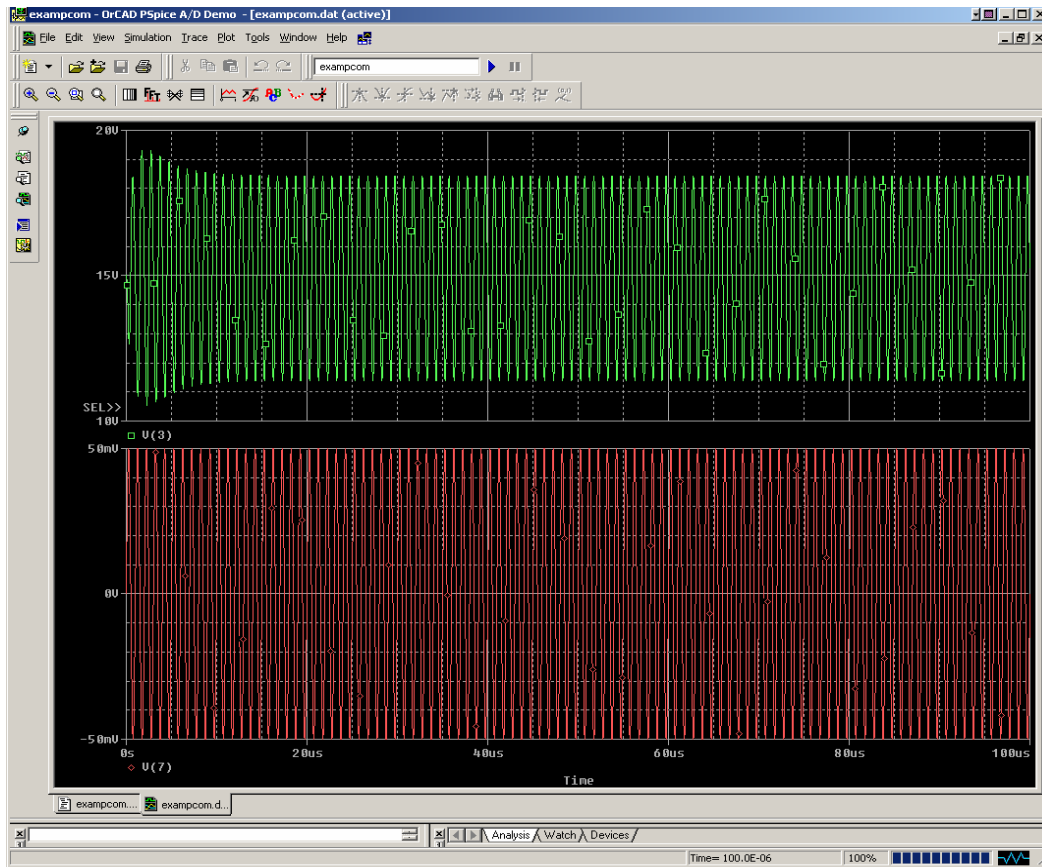 exampcom - OrCAD PSpice A/D Demo - [exampcom.dat (active)]
File Edit View Simulation Trace Plot Tools Window Help
exampcom
FFT
20V
15V
SEL>>
10V
V(3)
50mV
0V
-50mV
0s 20us 40us 60us 80us 100us
V(7)
Time
exampcom.... exampcom.d...
Analysis Watch Devices
Time= 100.0E-06 100%